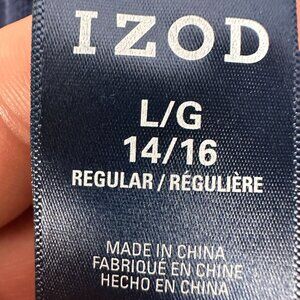 IZOD
L/G
14/16
REGULAR / RÉGULIÈRE
MADE IN CHINA
FABRIQUÉ EN CHINE
HECHO EN CHINA